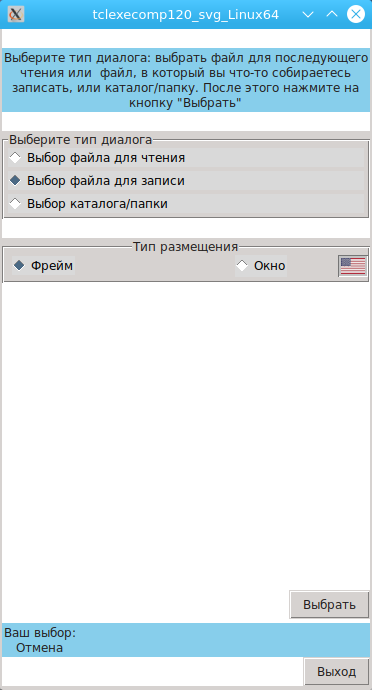 tclexecomp120_svg_Linux64
Выберите тип диалога: выбрать файл для последующего
чтения или  файл, в который вы что-то собираетесь
записать, или каталог/папку. После этого нажмите на
кнопку "Выбрать"
Выберите тип диалога
Выбор файла для чтения
Выбор файла для записи
Выбор каталога/папки
Тип размещения
Фрейм Окно
Выбрать
Ваш выбор:
Отмена
Выход